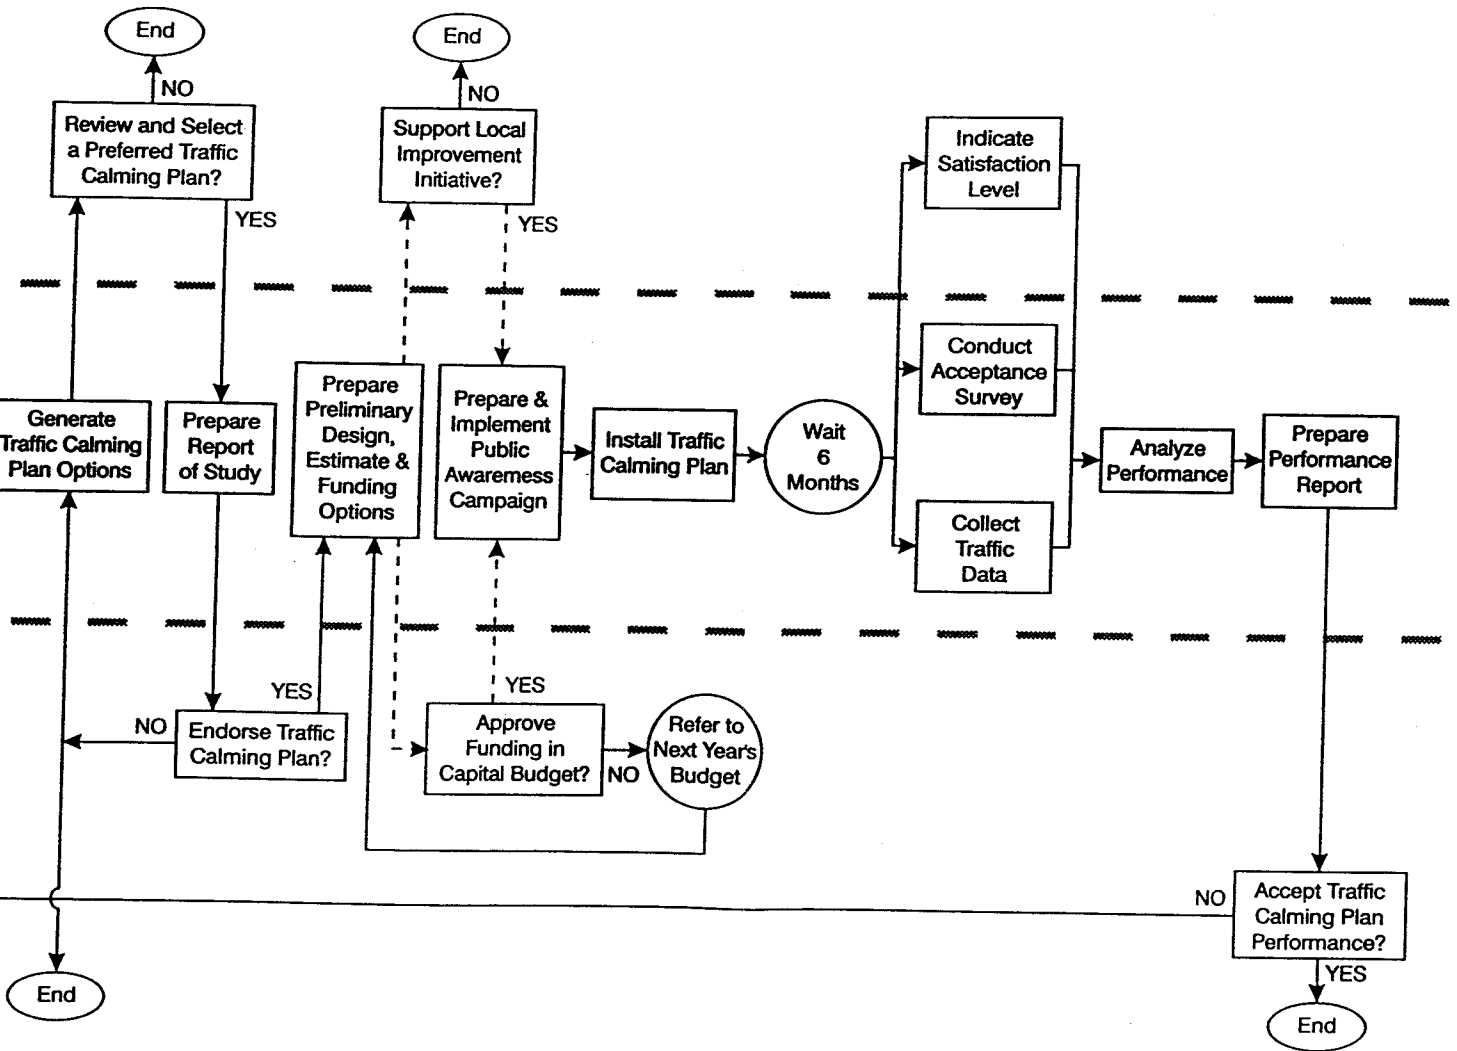 End
End
NO
NO
Review and Select
a Preferred Traffic
Calming Plan?
YES
Support Local
Improvement
Initiative?
YES
Indicate
Satisfaction
Level
Generate
Traffic Calming
Plan Options
Prepare
Report
of Study
Prepare
Preliminary
Design,
Estimate &
Funding
Options
Prepare &
Implement
Public
Awareness
Campaign
Install Traffic
Calming Plan
Wait
6
Months
Conduct
Acceptance
Survey
Collect
Traffic
Data
Analyze
Performance
Prepare
Performance
Report
NO
Endorse Traffic
Calming Plan?
YES
Approve
Funding in
Capital Budget?
YES
NO
Refer to
Next Year's
Budget
NO
Accept Traffic
Calming Plan
Performance?
YES
End
End